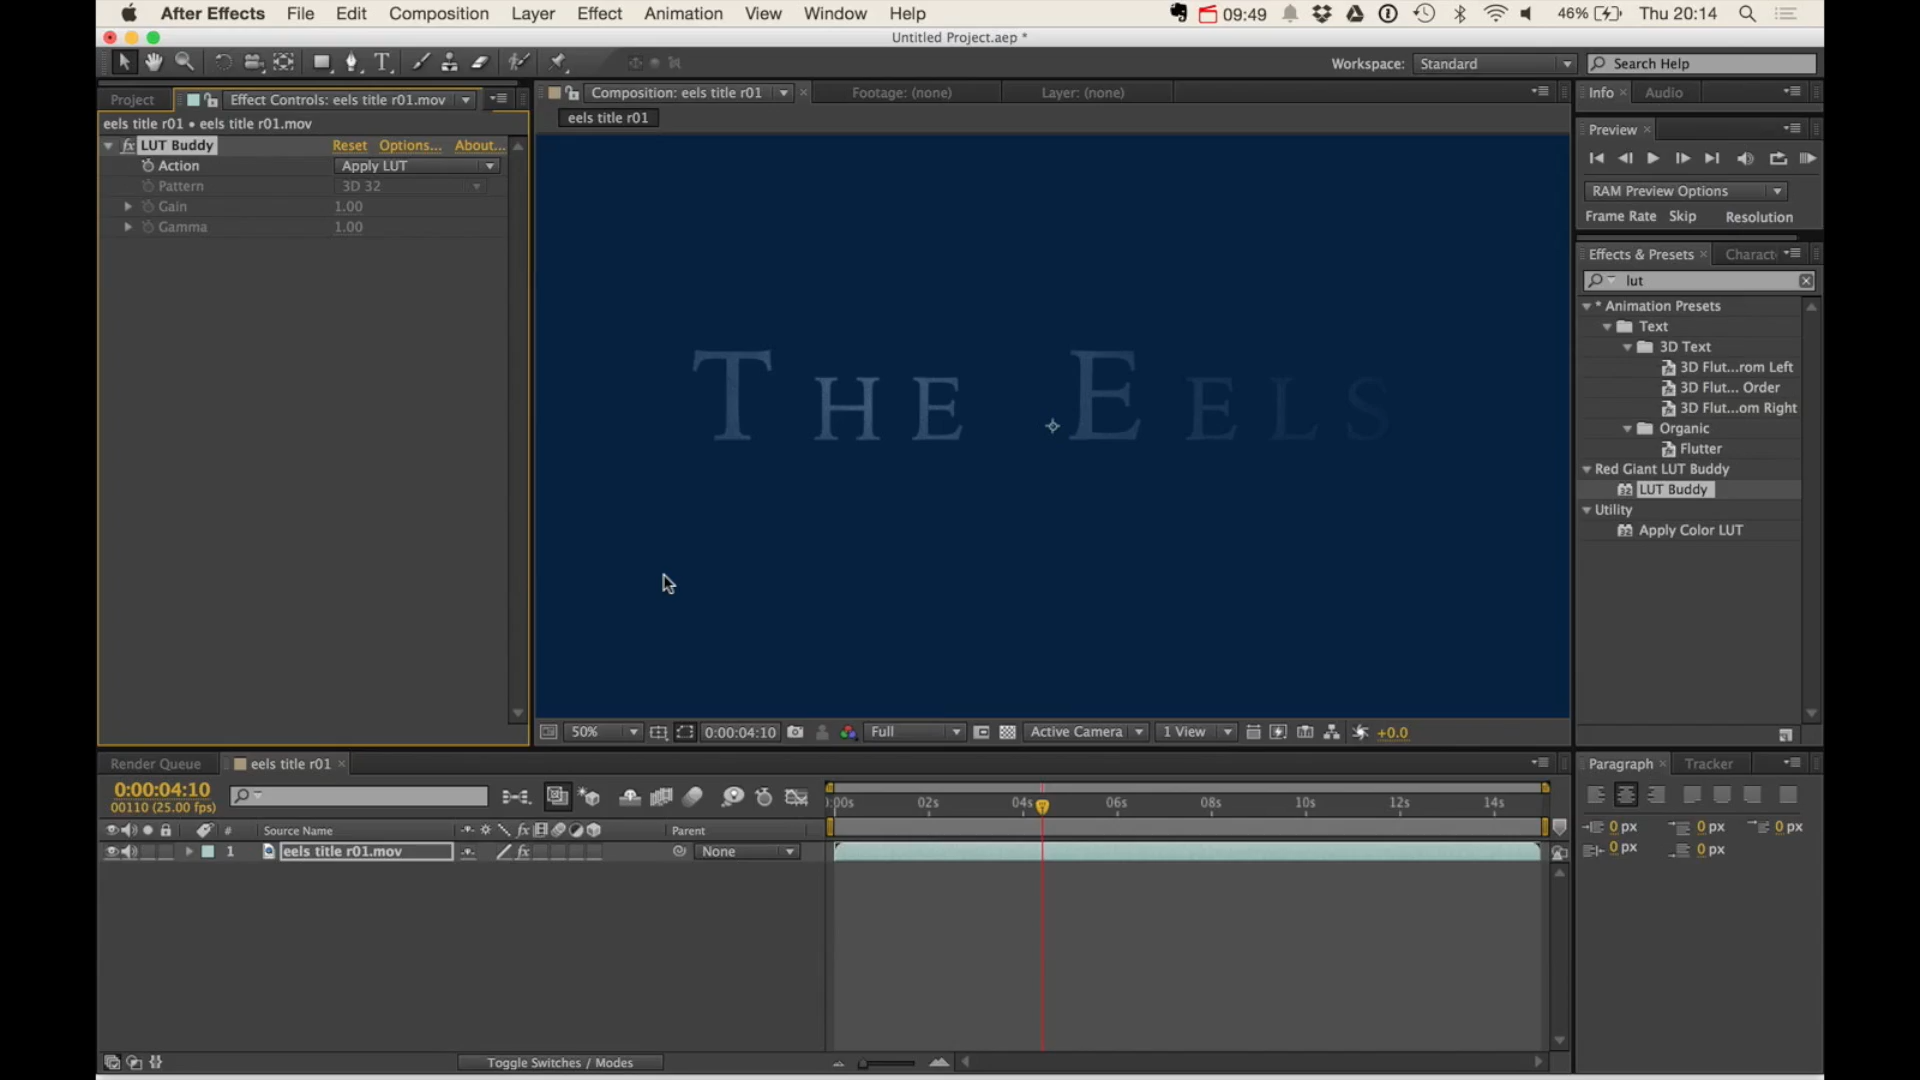 After Effects File Edit Composition Layer Effect Animation View Window Help 09:49 46% Thu 20:14
Untitled Project.aep *
Workspace: Standard Search Help
Project Effect Controls: eels title r01.mov Composition: eels title r01 × Footage: (none) Layer: (none) Info × Audio
eels title r01 • eels title r01.mov
eels title r01
fx LUT Buddy Reset Options... About...
Action Apply LUT
Pattern 3D 32
Gain 1.00
Gamma 1.00
Preview ×
RAM Preview Options
Frame Rate Skip Resolution
Effects & Presets × Charact
lut
* Animation Presets
Text
3D Text
3D Flut...rom Left
3D Flut... Order
3D Flut...om Right
Organic
Flutter
Red Giant LUT Buddy
32 LUT Buddy
Utility
32 Apply Color LUT
THE EELS
50% 0:00:04:10 Full Active Camera 1 View +0.0
Render Queue eels title r01 ×
0:00:04:10
00110 (25.00 fps)
:00s 02s 04s 06s 08s 10s 12s 14s
# Source Name fx Parent
1 eels title r01.mov fx None
Toggle Switches / Modes
Paragraph × Tracker
0 px 0 px 0 px
0 px 0 px